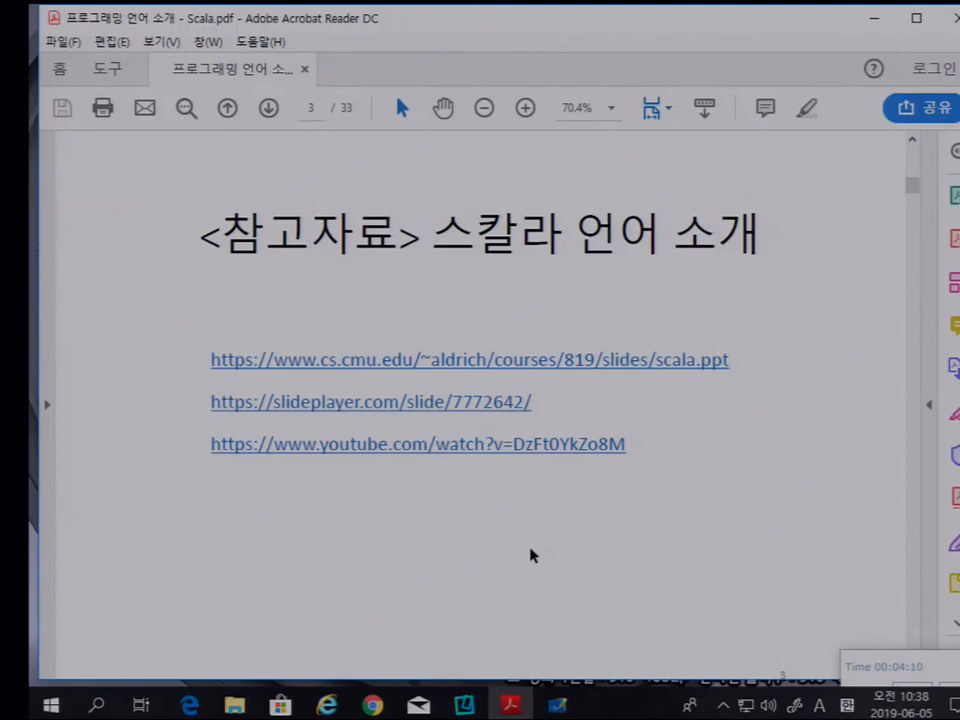 프로그래밍 언어 소개 - Scala.pdf - Adobe Acrobat Reader DC
파일(F) 편집(E) 보기(V) 창(W) 도움말(H)
홈 도구 프로그래밍 언어 소... × ? 로그인
3 / 33 70.4% 공유
<참고자료> 스칼라 언어 소개
https://www.cs.cmu.edu/~aldrich/courses/819/slides/scala.ppt
https://slideplayer.com/slide/7772642/
https://www.youtube.com/watch?v=DzFt0YkZo8M
3
Time 00:04:10
A 한 오전 10:38
2019-06-05